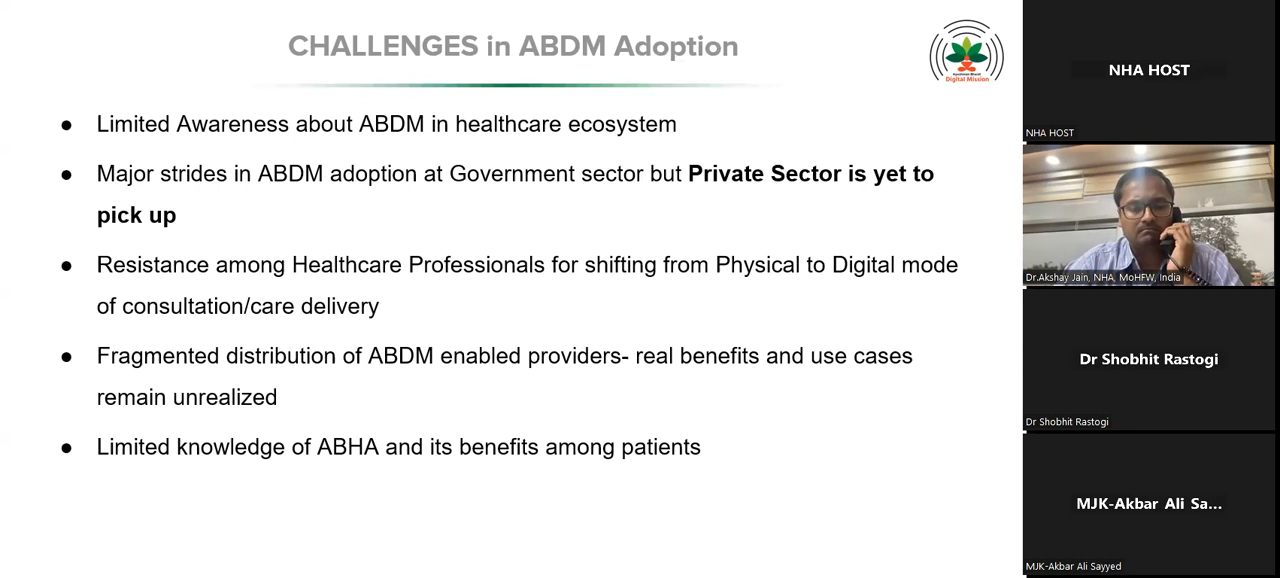 CHALLENGES in ABDM Adoption
Ayushman Bharat
Digital Mission
● Limited Awareness about ABDM in healthcare ecosystem
● Major strides in ABDM adoption at Government sector but Private Sector is yet to
pick up
● Resistance among Healthcare Professionals for shifting from Physical to Digital mode
of consultation/care delivery
● Fragmented distribution of ABDM enabled providers- real benefits and use cases
remain unrealized
● Limited knowledge of ABHA and its benefits among patients
NHA HOST
NHA HOST
Dr.Akshay Jain, NHA, MoHFW, India
Dr Shobhit Rastogi
Dr Shobhit Rastogi
MJK-Akbar Ali Sa...
MJK-Akbar Ali Sayyed